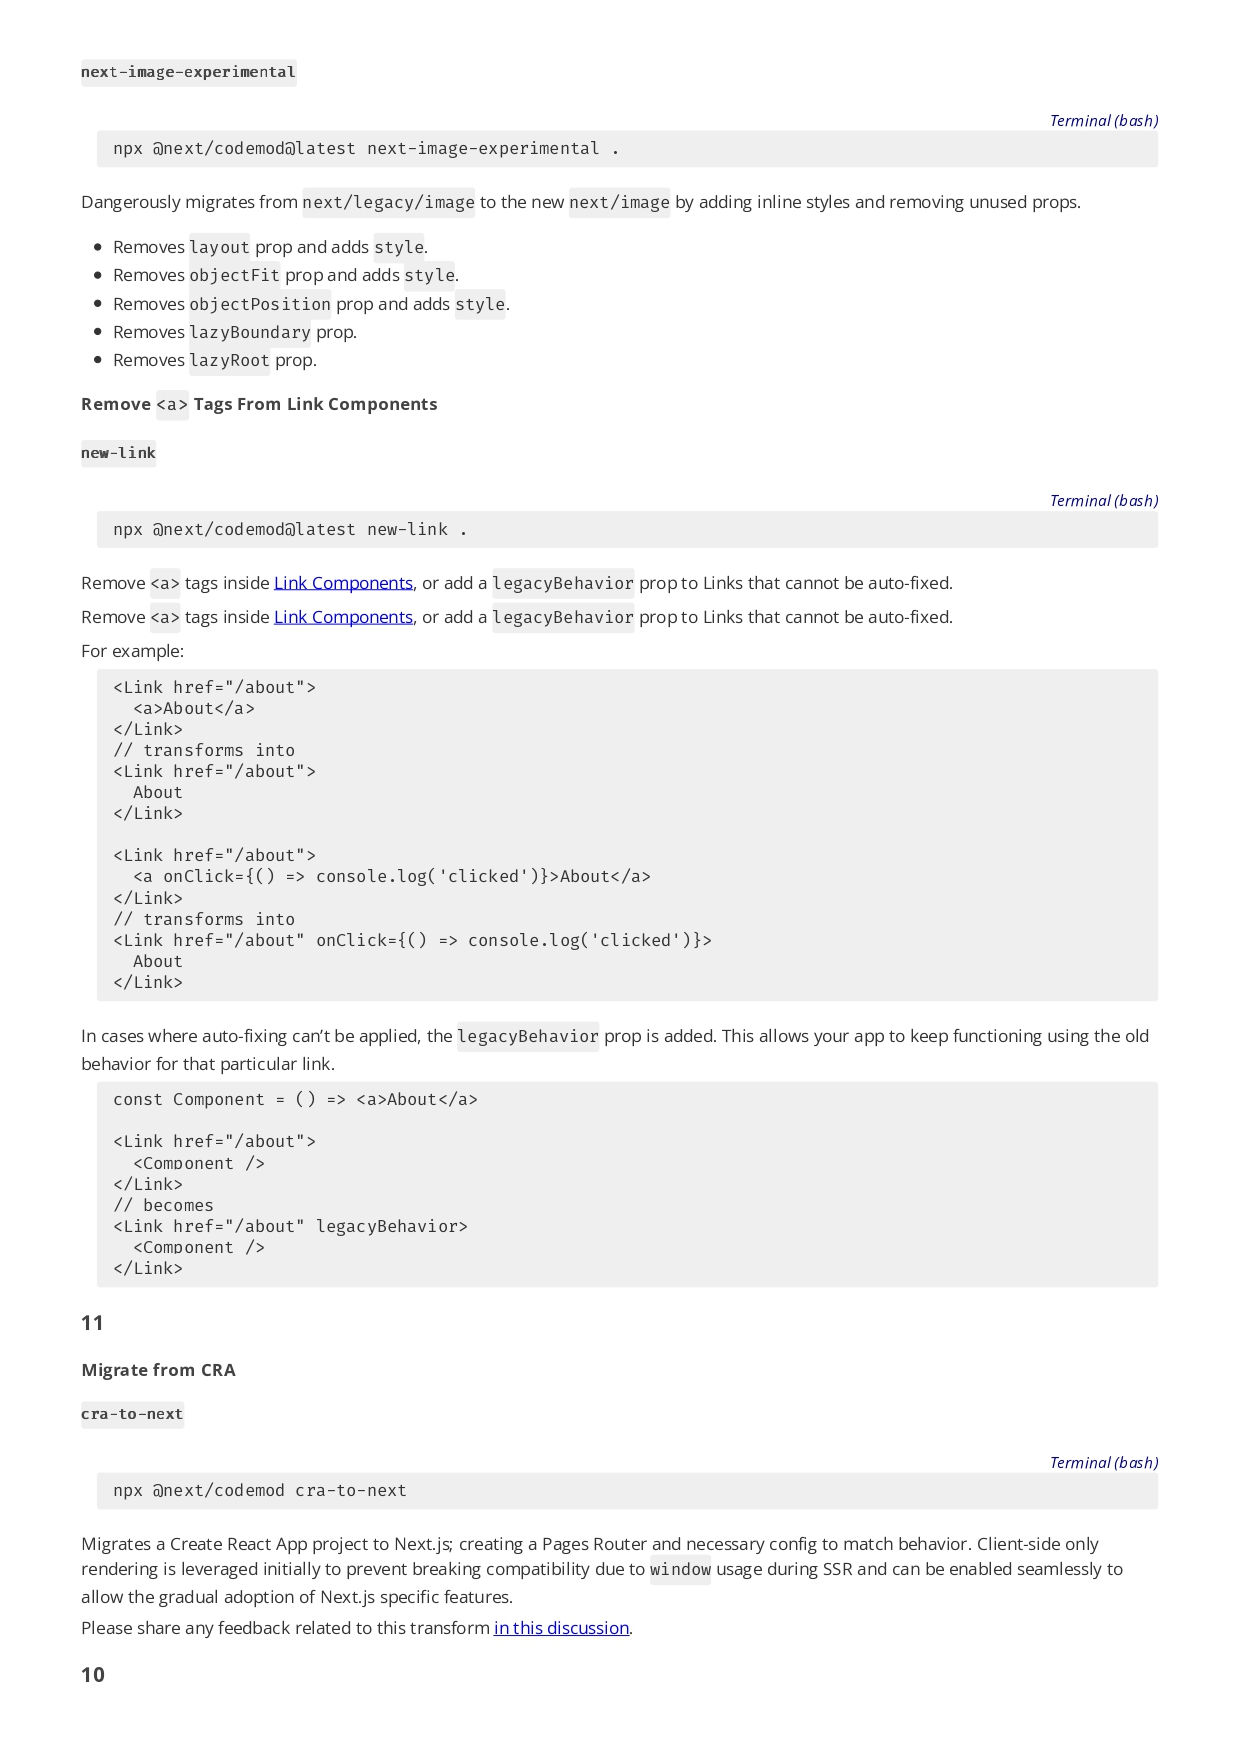 next-image-experimental
Terminal (bash)
npx @next/codemod@latest next-image-experimental .
Dangerously migrates from next/legacy/image to the new next/image by adding inline styles and removing unused props.
• Removes layout prop and adds style.
• Removes objectFit prop and adds style.
• Removes objectPosition prop and adds style.
• Removes lazyBoundary prop.
• Removes lazyRoot prop.
Remove <a> Tags From Link Components
new-link
Terminal (bash)
npx @next/codemod@latest new-link .
Remove <a> tags inside Link Components, or add a legacyBehavior prop to Links that cannot be auto-fixed.
Remove <a> tags inside Link Components, or add a legacyBehavior prop to Links that cannot be auto-fixed.
For example:
<Link href="/about">
  <a>About</a>
</Link>
// transforms into
<Link href="/about">
  About
</Link>

<Link href="/about">
  <a onClick={() => console.log('clicked')}>About</a>
</Link>
// transforms into
<Link href="/about" onClick={() => console.log('clicked')}>
  About
</Link>
In cases where auto-fixing can’t be applied, the legacyBehavior prop is added. This allows your app to keep functioning using the old
behavior for that particular link.
const Component = () => <a>About</a>

<Link href="/about">
  <Component />
</Link>
// becomes
<Link href="/about" legacyBehavior>
  <Component />
</Link>
11
Migrate from CRA
cra-to-next
Terminal (bash)
npx @next/codemod cra-to-next
Migrates a Create React App project to Next.js; creating a Pages Router and necessary config to match behavior. Client-side only
rendering is leveraged initially to prevent breaking compatibility due to window usage during SSR and can be enabled seamlessly to
allow the gradual adoption of Next.js specific features.
Please share any feedback related to this transform in this discussion.
10